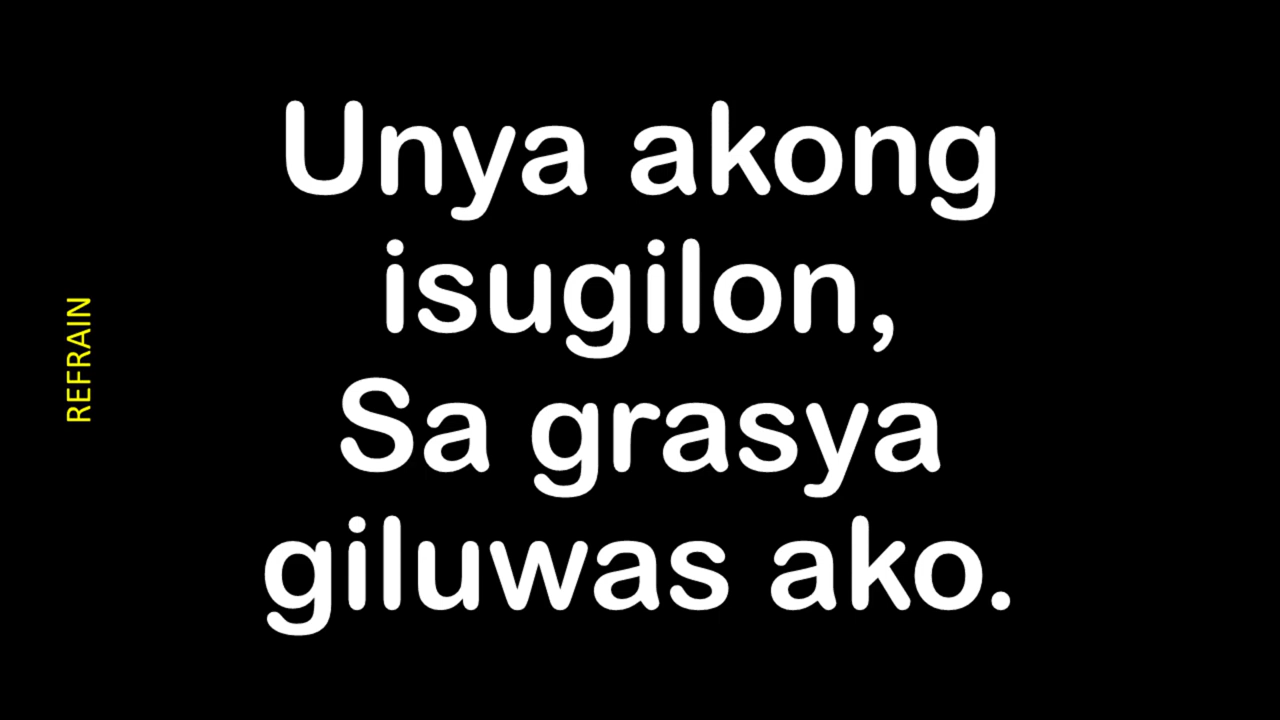 REFRAIN
Unya akong
isugilon,
Sa grasya
giluwas ako.